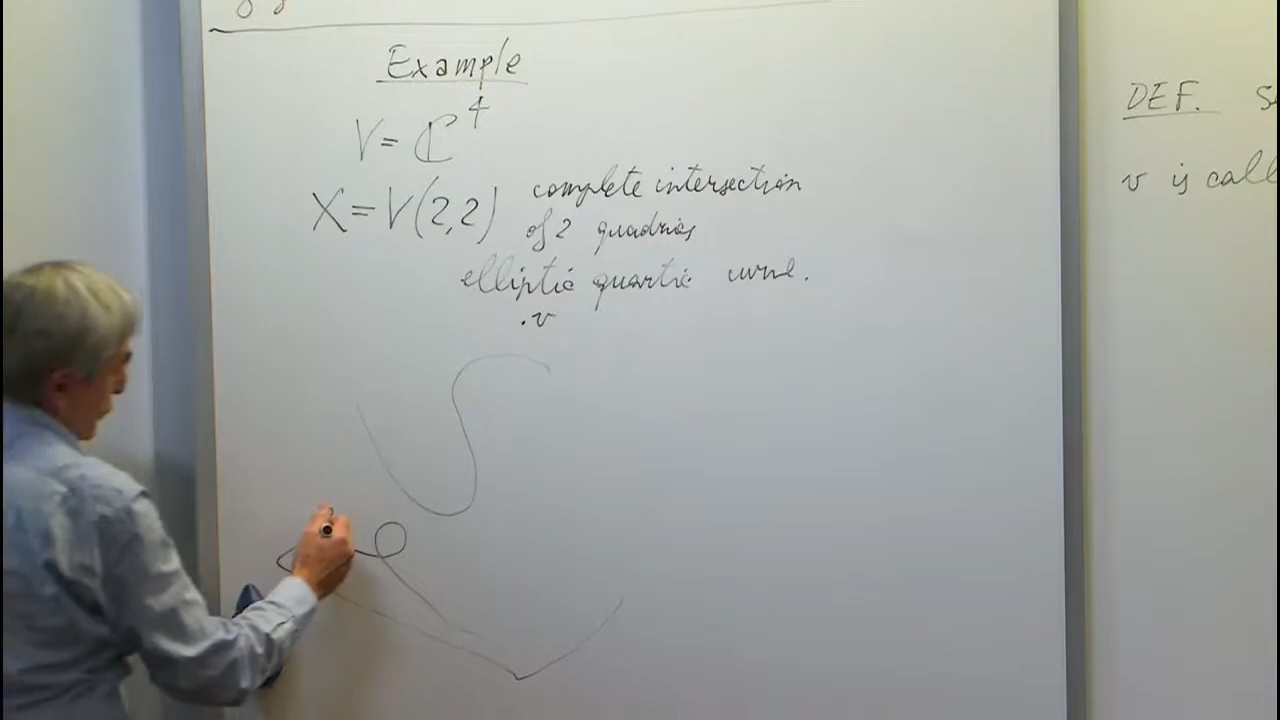 Example
V = ℂ⁴
X = V(2,2) complete intersection
of 2 quadrics
elliptic quartic curve.
.v
DEF.
v is call